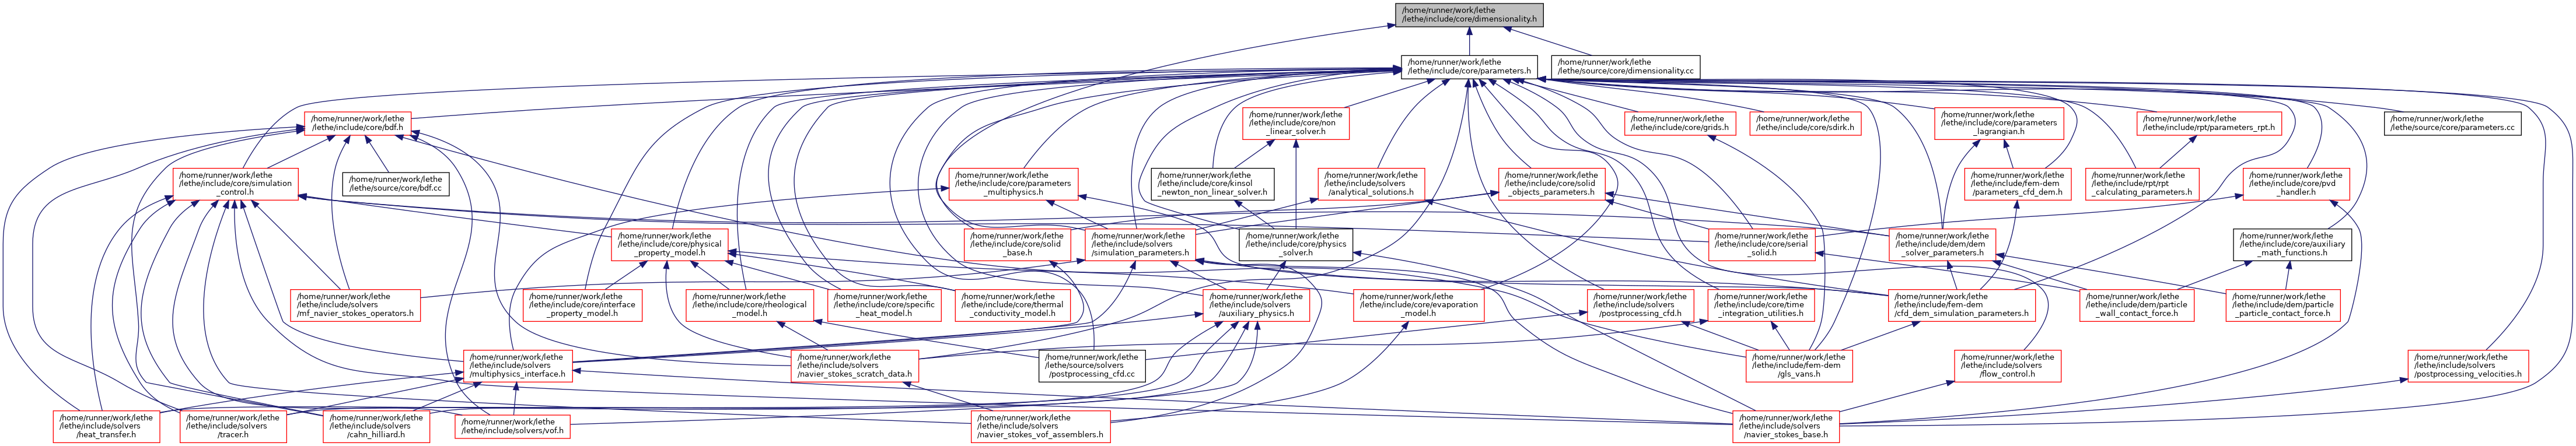 /home/runner/work/lethe
/lethe/include/core/dimensionality.h
/home/runner/work/lethe
/lethe/include/core/parameters.h
/home/runner/work/lethe
/lethe/source/core/dimensionality.cc
/home/runner/work/lethe
/lethe/include/core/bdf.h
/home/runner/work/lethe
/lethe/include/core/non
_linear_solver.h
/home/runner/work/lethe
/lethe/include/core/grids.h
/home/runner/work/lethe
/lethe/include/core/sdirk.h
/home/runner/work/lethe
/lethe/include/core/parameters
_lagrangian.h
/home/runner/work/lethe
/lethe/include/rpt/parameters_rpt.h
/home/runner/work/lethe
/lethe/source/core/parameters.cc
/home/runner/work/lethe
/lethe/include/core/simulation
_control.h
/home/runner/work/lethe
/lethe/source/core/bdf.cc
/home/runner/work/lethe
/lethe/include/core/parameters
_multiphysics.h
/home/runner/work/lethe
/lethe/include/core/kinsol
_newton_non_linear_solver.h
/home/runner/work/lethe
/lethe/include/solvers
/analytical_solutions.h
/home/runner/work/lethe
/lethe/include/core/solid
_objects_parameters.h
/home/runner/work/lethe
/lethe/include/fem-dem
/parameters_cfd_dem.h
/home/runner/work/lethe
/lethe/include/rpt/rpt
_calculating_parameters.h
/home/runner/work/lethe
/lethe/include/core/pvd
_handler.h
/home/runner/work/lethe
/lethe/include/core/physical
_property_model.h
/home/runner/work/lethe
/lethe/include/core/solid
_base.h
/home/runner/work/lethe
/lethe/include/solvers
/simulation_parameters.h
/home/runner/work/lethe
/lethe/include/core/physics
_solver.h
/home/runner/work/lethe
/lethe/include/core/serial
_solid.h
/home/runner/work/lethe
/lethe/include/dem/dem
_solver_parameters.h
/home/runner/work/lethe
/lethe/include/core/auxiliary
_math_functions.h
/home/runner/work/lethe
/lethe/include/solvers
/mf_navier_stokes_operators.h
/home/runner/work/lethe
/lethe/include/core/interface
_property_model.h
/home/runner/work/lethe
/lethe/include/core/rheological
_model.h
/home/runner/work/lethe
/lethe/include/core/specific
_heat_model.h
/home/runner/work/lethe
/lethe/include/core/thermal
_conductivity_model.h
/home/runner/work/lethe
/lethe/include/solvers
/auxiliary_physics.h
/home/runner/work/lethe
/lethe/include/core/evaporation
_model.h
/home/runner/work/lethe
/lethe/include/solvers
/postprocessing_cfd.h
/home/runner/work/lethe
/lethe/include/core/time
_integration_utilities.h
/home/runner/work/lethe
/lethe/include/fem-dem
/cfd_dem_simulation_parameters.h
/home/runner/work/lethe
/lethe/include/dem/particle
_wall_contact_force.h
/home/runner/work/lethe
/lethe/include/dem/particle
_particle_contact_force.h
/home/runner/work/lethe
/lethe/include/solvers
/multiphysics_interface.h
/home/runner/work/lethe
/lethe/include/solvers
/navier_stokes_scratch_data.h
/home/runner/work/lethe
/lethe/source/solvers
/postprocessing_cfd.cc
/home/runner/work/lethe
/lethe/include/fem-dem
/gls_vans.h
/home/runner/work/lethe
/lethe/include/solvers
/flow_control.h
/home/runner/work/lethe
/lethe/include/solvers
/postprocessing_velocities.h
/home/runner/work/lethe
/lethe/include/solvers
/heat_transfer.h
/home/runner/work/lethe
/lethe/include/solvers
/tracer.h
/home/runner/work/lethe
/lethe/include/solvers
/cahn_hilliard.h
/home/runner/work/lethe
/lethe/include/solvers/vof.h
/home/runner/work/lethe
/lethe/include/solvers
/navier_stokes_vof_assemblers.h
/home/runner/work/lethe
/lethe/include/solvers
/navier_stokes_base.h